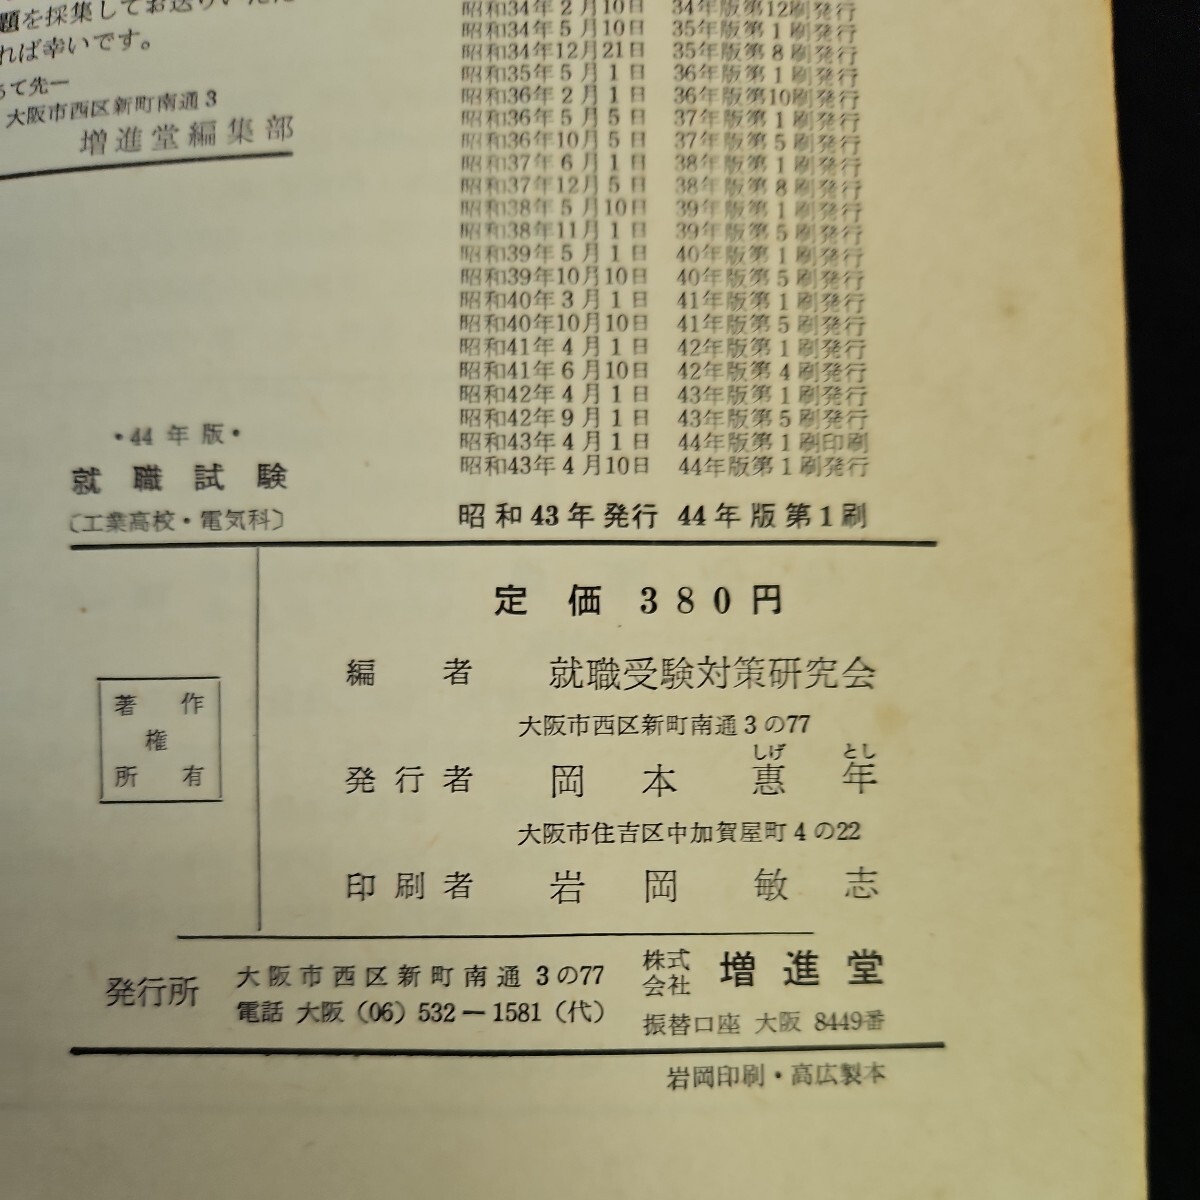 題を採集してお送りいただ
れば幸いです。
あて先ー
大阪市西区新町南通3
増進堂編集部
昭和34年2月10日 34年版第12刷発行
昭和34年5月10日 35年版第1刷発行
昭和34年12月21日 35年版第8刷発行
昭和35年5月1日 36年版第1刷発行
昭和36年2月1日 36年版第10刷発行
昭和36年5月5日 37年版第1刷発行
昭和36年10月5日 37年版第5刷発行
昭和37年6月1日 38年版第1刷発行
昭和37年12月5日 38年版第8刷発行
昭和38年5月10日 39年版第1刷発行
昭和38年11月1日 39年版第5刷発行
昭和39年5月1日 40年版第1刷発行
昭和39年10月10日 40年版第5刷発行
昭和40年3月1日 41年版第1刷発行
昭和40年10月10日 41年版第5刷発行
昭和41年4月1日 42年版第1刷発行
昭和41年6月10日 42年版第4刷発行
昭和42年4月1日 43年版第1刷発行
昭和42年9月1日 43年版第5刷発行
昭和43年4月1日 44年版第1刷印刷
昭和43年4月10日 44年版第1刷発行
・44年版・
就職試験
〔工業高校・電気科〕
昭和43年発行 44年版第1刷
定価 380円
著作
権
所有
編者 就職受験対策研究会
大阪市西区新町南通3の77
しげ とし
発行者 岡本惠年
大阪市住吉区中加賀屋町4の22
印刷者 岩岡敏志
発行所
大阪市西区新町南通3の77
電話 大阪（06）532－1581（代）
株式
会社
増進堂
振替口座 大阪 8449番
岩岡印刷・高広製本